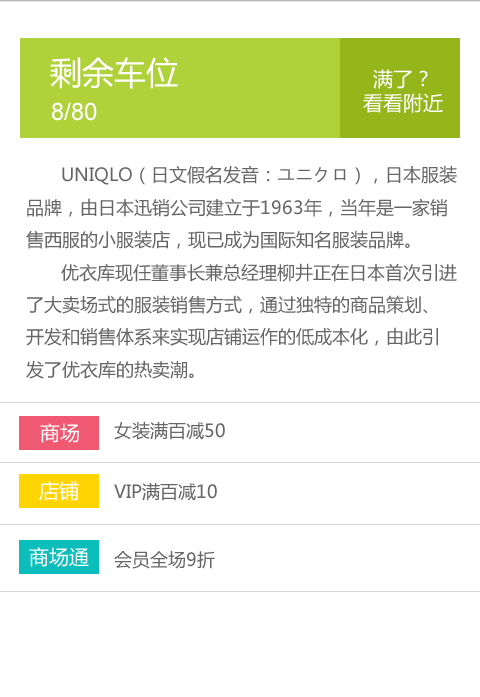 剩余车位
8/80
满了？
看看附近
UNIQLO（日文假名发音：ユニクロ），日本服装
品牌，由日本迅销公司建立于1963年，当年是一家销
售西服的小服装店，现已成为国际知名服装品牌。
优衣库现任董事长兼总经理柳井正在日本首次引进
了大卖场式的服装销售方式，通过独特的商品策划、
开发和销售体系来实现店铺运作的低成本化，由此引
发了优衣库的热卖潮。
商场 女装满百减50
店铺 VIP满百减10
商场通 会员全场9折